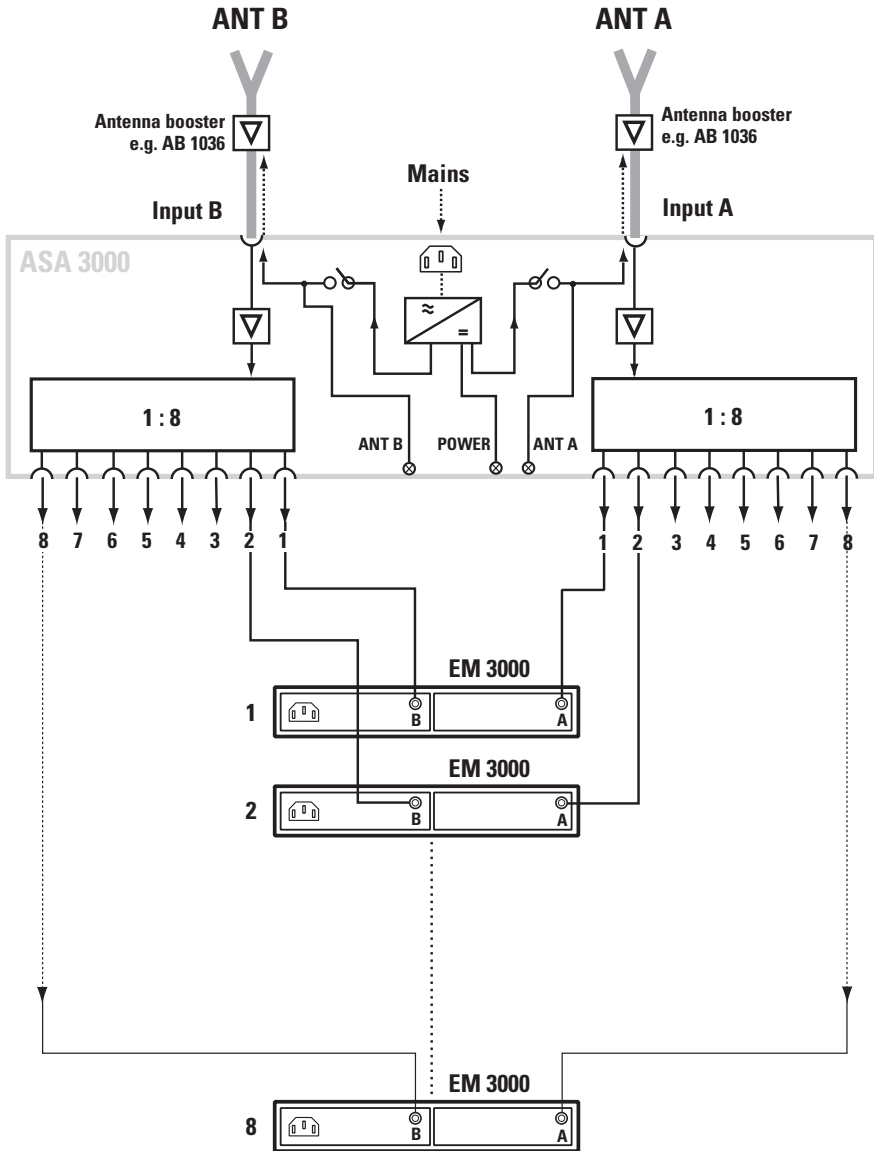 ANT B
ANT A
Antenna booster
e.g. AB 1036
Antenna booster
e.g. AB 1036
Mains
Input B
Input A
ASA 3000
≈
=
1 : 8
1 : 8
ANT B
POWER
ANT A
8 7 6 5 4 3 2 1
1 2 3 4 5 6 7 8
EM 3000
1
B
A
EM 3000
2
B
A
EM 3000
8
B
A